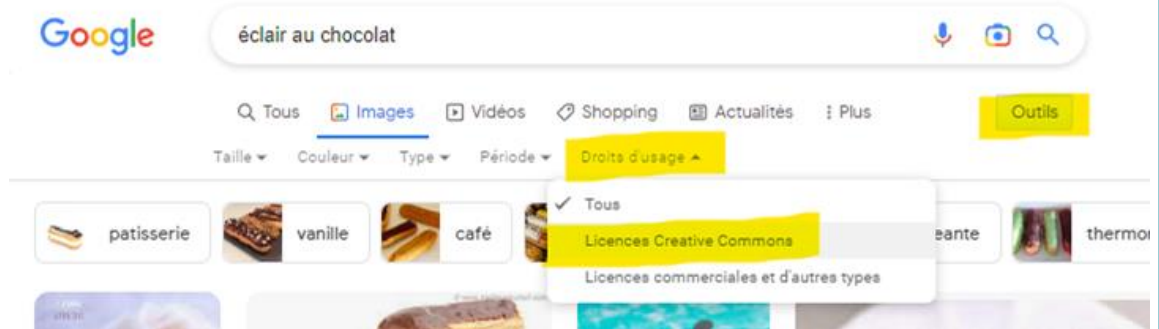 Google éclair au chocolat
Tous Images Vidéos Shopping Actualités Plus Outils
Taille Couleur Type Période Droits d'usage
Tous
patisserie vanille café eante thermor
Licences Creative Commons
Licences commerciales et d'autres types